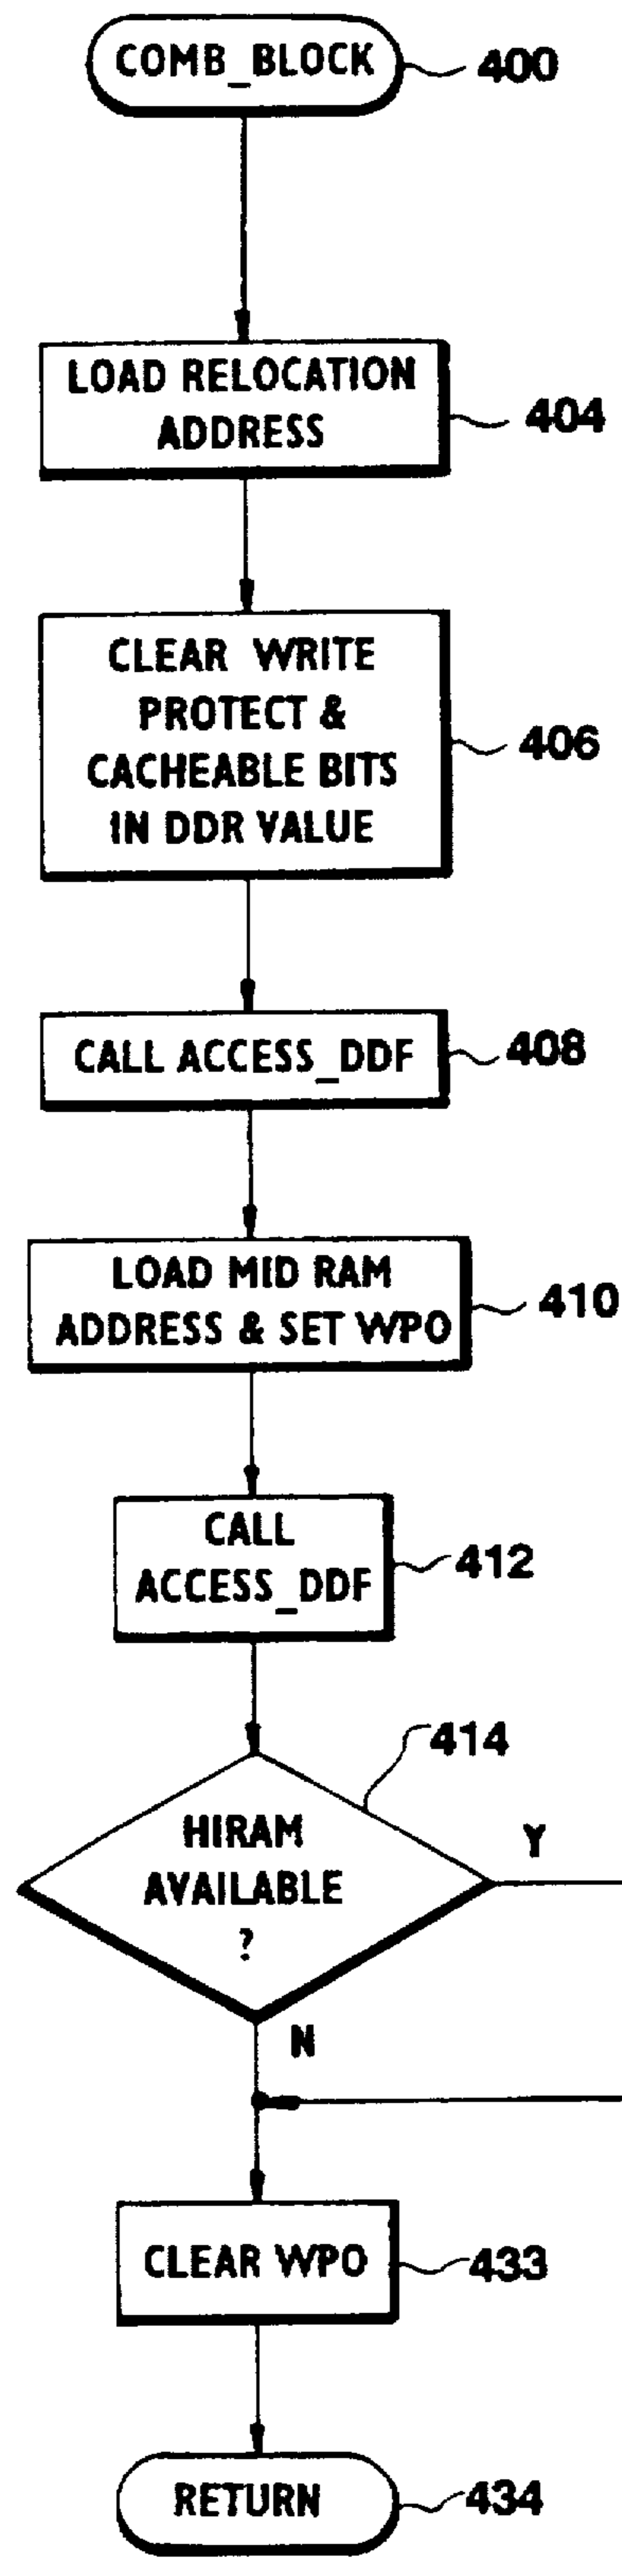 COMB_BLOCK
400
LOAD RELOCATION
ADDRESS
404
CLEAR WRITE
PROTECT &
CACHEABLE BITS
IN DDR VALUE
406
CALL ACCESS_DDF
408
LOAD MID RAM
ADDRESS & SET WPO
410
CALL
ACCESS_DDF
412
414
HIRAM
AVAILABLE
?
Y
N
CLEAR WPO
433
RETURN
434